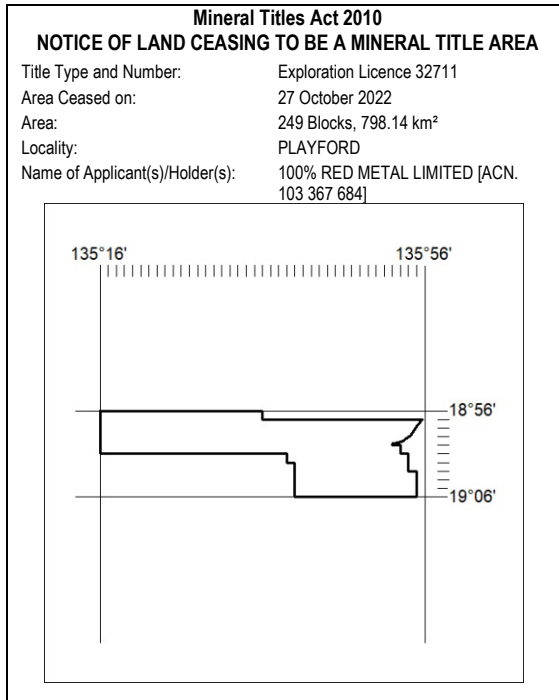 Mineral Titles Act 2010
NOTICE OF LAND CEASING TO BE A MINERAL TITLE AREA
Title Type and Number: Exploration Licence 32711
Area Ceased on: 27 October 2022
Area: 249 Blocks, 798.14 km²
Locality: PLAYFORD
Name of Applicant(s)/Holder(s): 100% RED METAL LIMITED [ACN.
103 367 684]
135°16' 135°56'
18°56'
19°06'